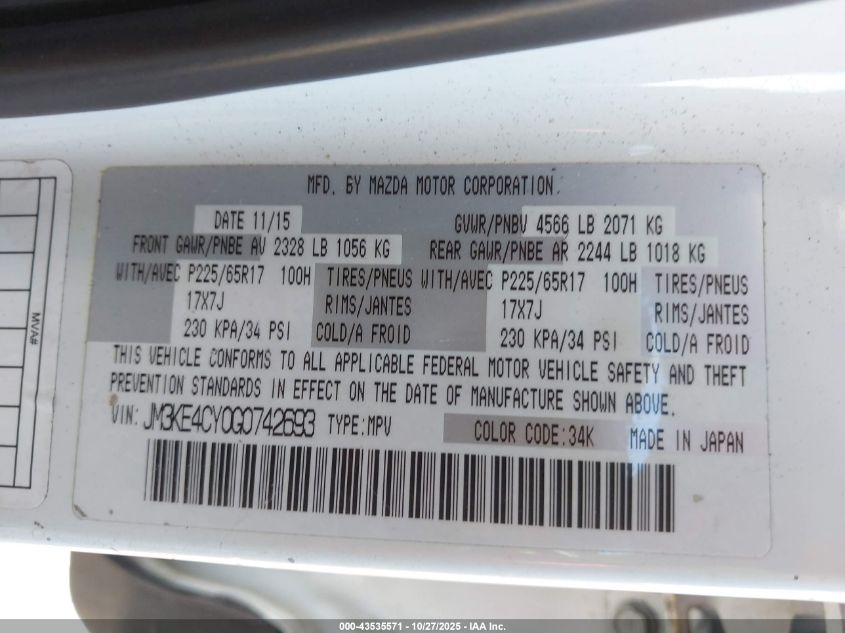 MFD. BY MAZDA MOTOR CORPORATION
DATE 11/15 GVWR/PNBV 4566 LB 2071 KG
FRONT GAWR/PNBE AV 2328 LB 1056 KG REAR GAWR/PNBE AR 2244 LB 1018 KG
WITH/AVEC P225/65R17 100H TIRES/PNEUS WITH/AVEC P225/65R17 100H TIRES/PNEUS
17X7J RIMS/JANTES 17X7J RIMS/JANTES
230 KPA/34 PSI COLD/A FROID 230 KPA/34 PSI COLD/A FROID
THIS VEHICLE CONFORMS TO ALL APPLICABLE FEDERAL MOTOR VEHICLE SAFETY AND THEFT
PREVENTION STANDARDS IN EFFECT ON THE DATE OF MANUFACTURE SHOWN ABOVE.
VIN: JM3KE4CY0G0742693 TYPE:MPV COLOR CODE:34K MADE IN JAPAN
MVA#
000-43535571 - 10/27/2025 - IAA Inc.